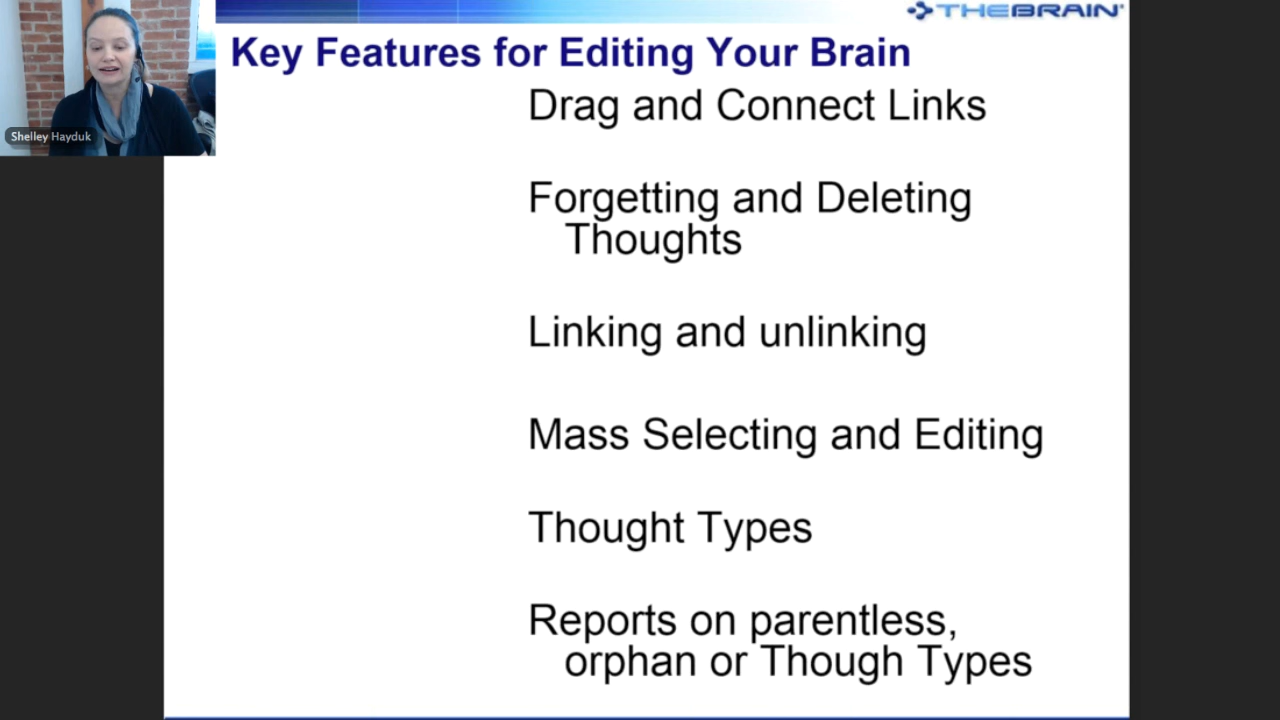 THEBRAIN
Key Features for Editing Your Brain
Shelley Hayduk
Drag and Connect Links
Forgetting and Deleting
Thoughts
Linking and unlinking
Mass Selecting and Editing
Thought Types
Reports on parentless,
orphan or Though Types